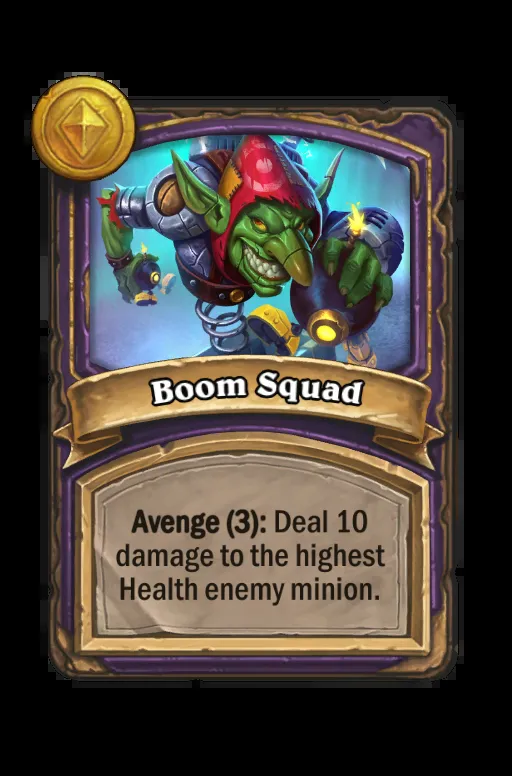 Boom Squad
Avenge (3): Deal 10
damage to the highest
Health enemy minion.